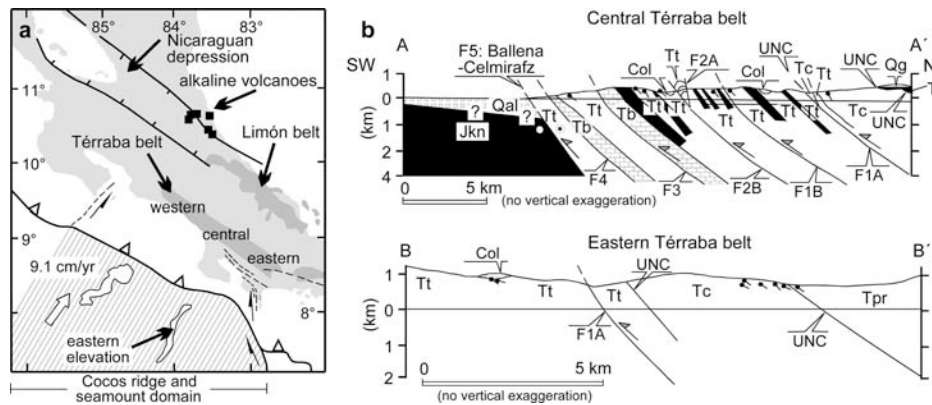 a
85° 84° 83°
Nicaraguan
depression
alkaline volcanoes
11°
Limón belt
Térraba belt
10°
western
central
9°
eastern
9.1 cm/yr
8°
eastern
elevation
Cocos ridge and
seamount domain
b
Central Térraba belt
A A´
SW N
F5: Ballena
-Celmirafz
Tt F2A UNC
Col Col Tc Tt UNC Qg
1
0
1
2
3
4
(km)
? Qal ? Tt Tb Tb Tt Tt Tt Tt Tt Tc UNC
Jkn
F4 F3 F2B F1B F1A
0 5 km
(no vertical exaggeration)
Eastern Térraba belt
B B´
Col UNC
1
0
1
2
(km)
Tt Tt Tt Tc Tpr
F1A UNC
0 5 km
(no vertical exaggeration)